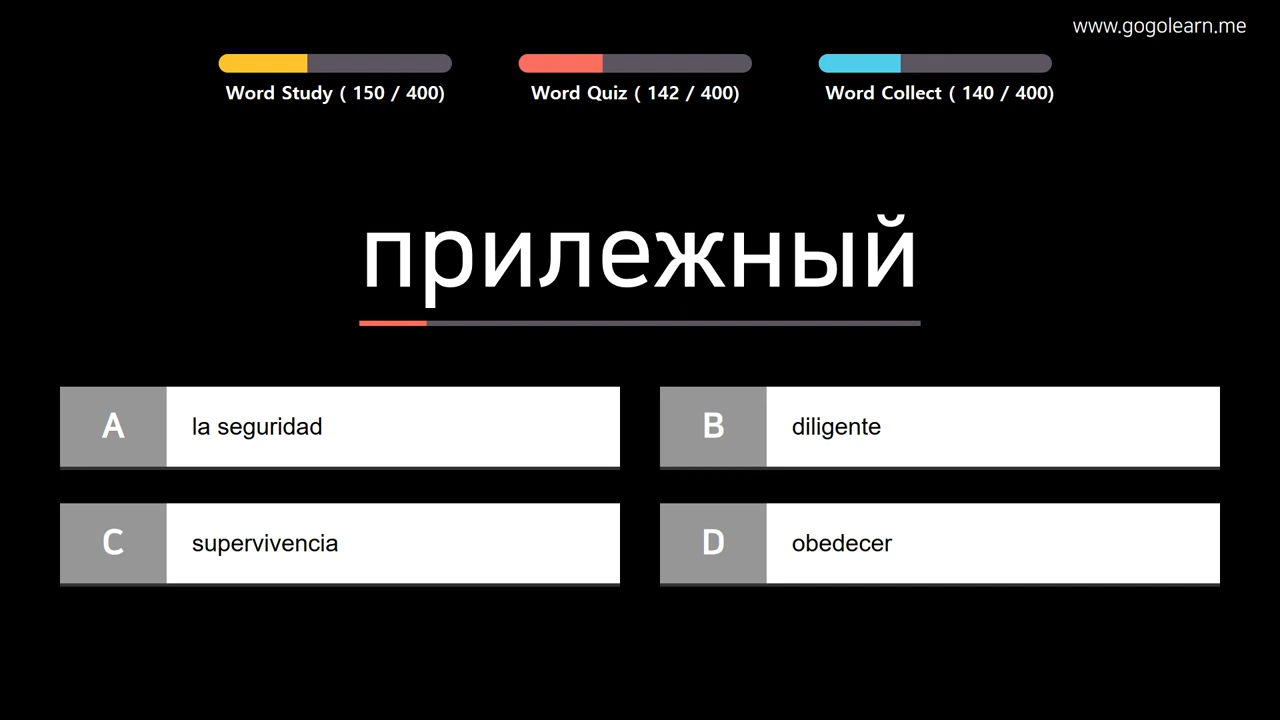 www.gogolearn.me
Word Study ( 150 / 400)
Word Quiz ( 142 / 400)
Word Collect ( 140 / 400)
прилежный
A la seguridad
B diligente
C supervivencia
D obedecer